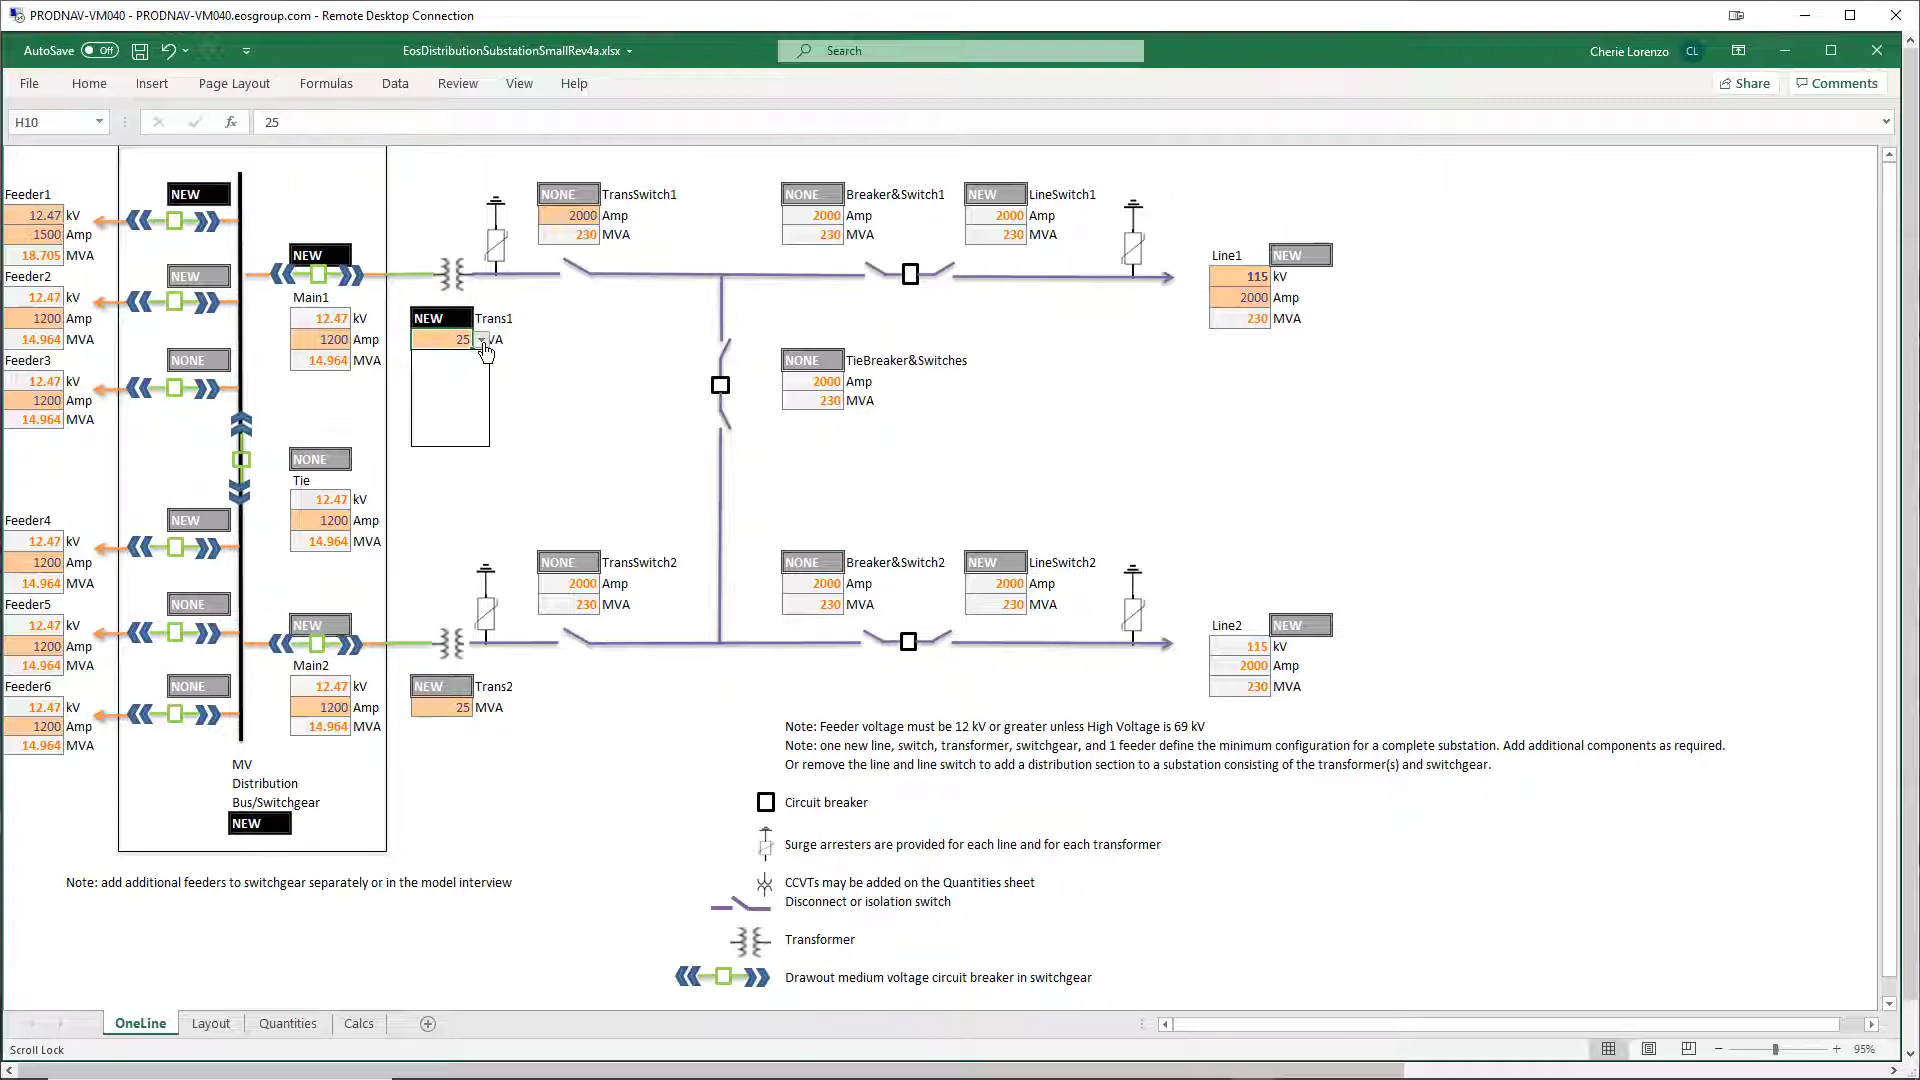 PRODNAV-VM040 - PRODNAV-VM040.eosgroup.com - Remote Desktop Connection
AutoSave Off
EosDistributionSubstationSmallRev4a.xlsx
Search
Cherie Lorenzo CL
File Home Insert Page Layout Formulas Data Review View Help
Share Comments
H10 fx 25
Feeder1
NEW
12.47 kV
1500 Amp
18.705 MVA
Feeder2
NEW
12.47 kV
1200 Amp
14.964 MVA
Feeder3
NONE
12.47 kV
1200 Amp
14.964 MVA
Feeder4
NEW
12.47 kV
1200 Amp
14.964 MVA
Feeder5
NONE
12.47 kV
1200 Amp
14.964 MVA
Feeder6
NONE
12.47 kV
1200 Amp
14.964 MVA
NEW
Main1
12.47 kV
1200 Amp
14.964 MVA
NONE
Tie
12.47 kV
1200 Amp
14.964 MVA
NEW
Main2
12.47 kV
1200 Amp
14.964 MVA
MV
Distribution
Bus/Switchgear
NEW
Note: add additional feeders to switchgear separately or in the model interview
NEW Trans1
25 VA
NEW Trans2
25 MVA
NONE TransSwitch1
2000 Amp
230 MVA
NONE Breaker&Switch1
2000 Amp
230 MVA
NEW LineSwitch1
2000 Amp
230 MVA
Line1 NEW
115 kV
2000 Amp
230 MVA
NONE TieBreaker&Switches
2000 Amp
230 MVA
NONE TransSwitch2
2000 Amp
230 MVA
NONE Breaker&Switch2
2000 Amp
230 MVA
NEW LineSwitch2
2000 Amp
230 MVA
Line2 NEW
115 kV
2000 Amp
230 MVA
Note: Feeder voltage must be 12 kV or greater unless High Voltage is 69 kV
Note: one new line, switch, transformer, switchgear, and 1 feeder define the minimum configuration for a complete substation. Add additional components as required.
Or remove the line and line switch to add a distribution section to a substation consisting of the transformer(s) and switchgear.
Circuit breaker
Surge arresters are provided for each line and for each transformer
CCVTs may be added on the Quantities sheet
Disconnect or isolation switch
Transformer
Drawout medium voltage circuit breaker in switchgear
OneLine Layout Quantities Calcs
Scroll Lock
95%